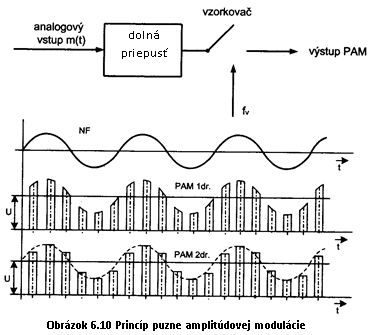 vzorkovač
analogový
vstup m(t)
dolná
priepusť
výstup PAM
fv
NF
t
PAM 1dr.
U
t
PAM 2dr.
U
t
Obrázok 6.10 Princíp puzne amplitúdovej modulácie